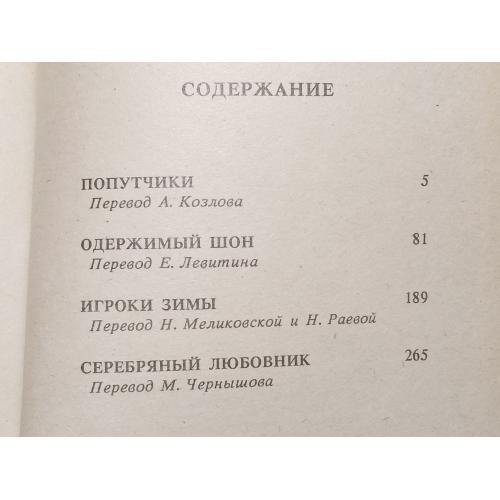 СОДЕРЖАНИЕ
ПОПУТЧИКИ 5
Перевод А. Козлова
ОДЕРЖИМЫЙ ШОН 81
Перевод Е. Левитина
ИГРОКИ ЗИМЫ 189
Перевод Н. Меликовской и Н. Раевой
СЕРЕБРЯНЫЙ ЛЮБОВНИК 265
Перевод М. Чернышова